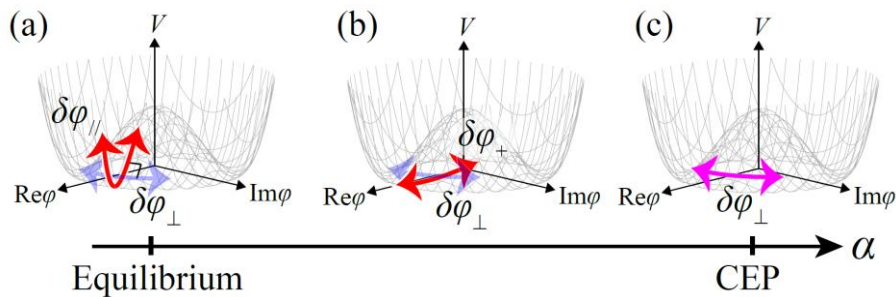 (a) V (b) V (c) V
δφ//
δφ+
Reφ Imφ Reφ Imφ Reφ Imφ
δφ⊥ δφ⊥ δφ⊥
α
Equilibrium CEP